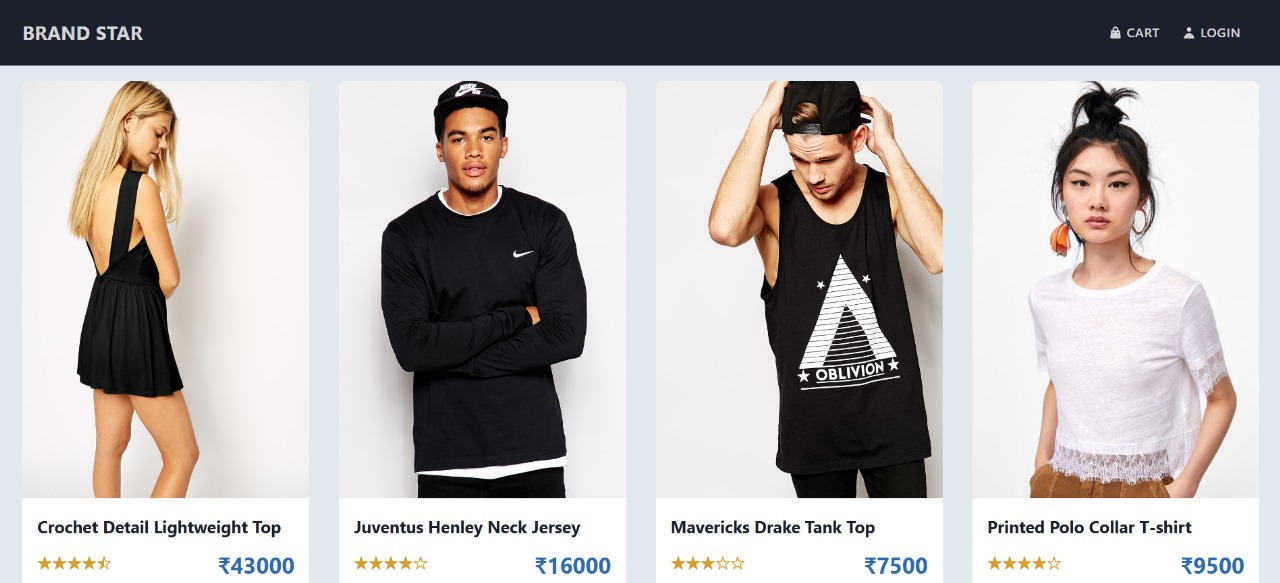 BRAND STAR
CART
LOGIN
OBLIVION
Crochet Detail Lightweight Top
Juventus Henley Neck Jersey
Mavericks Drake Tank Top
Printed Polo Collar T-shirt
₹43000
₹16000
₹7500
₹9500